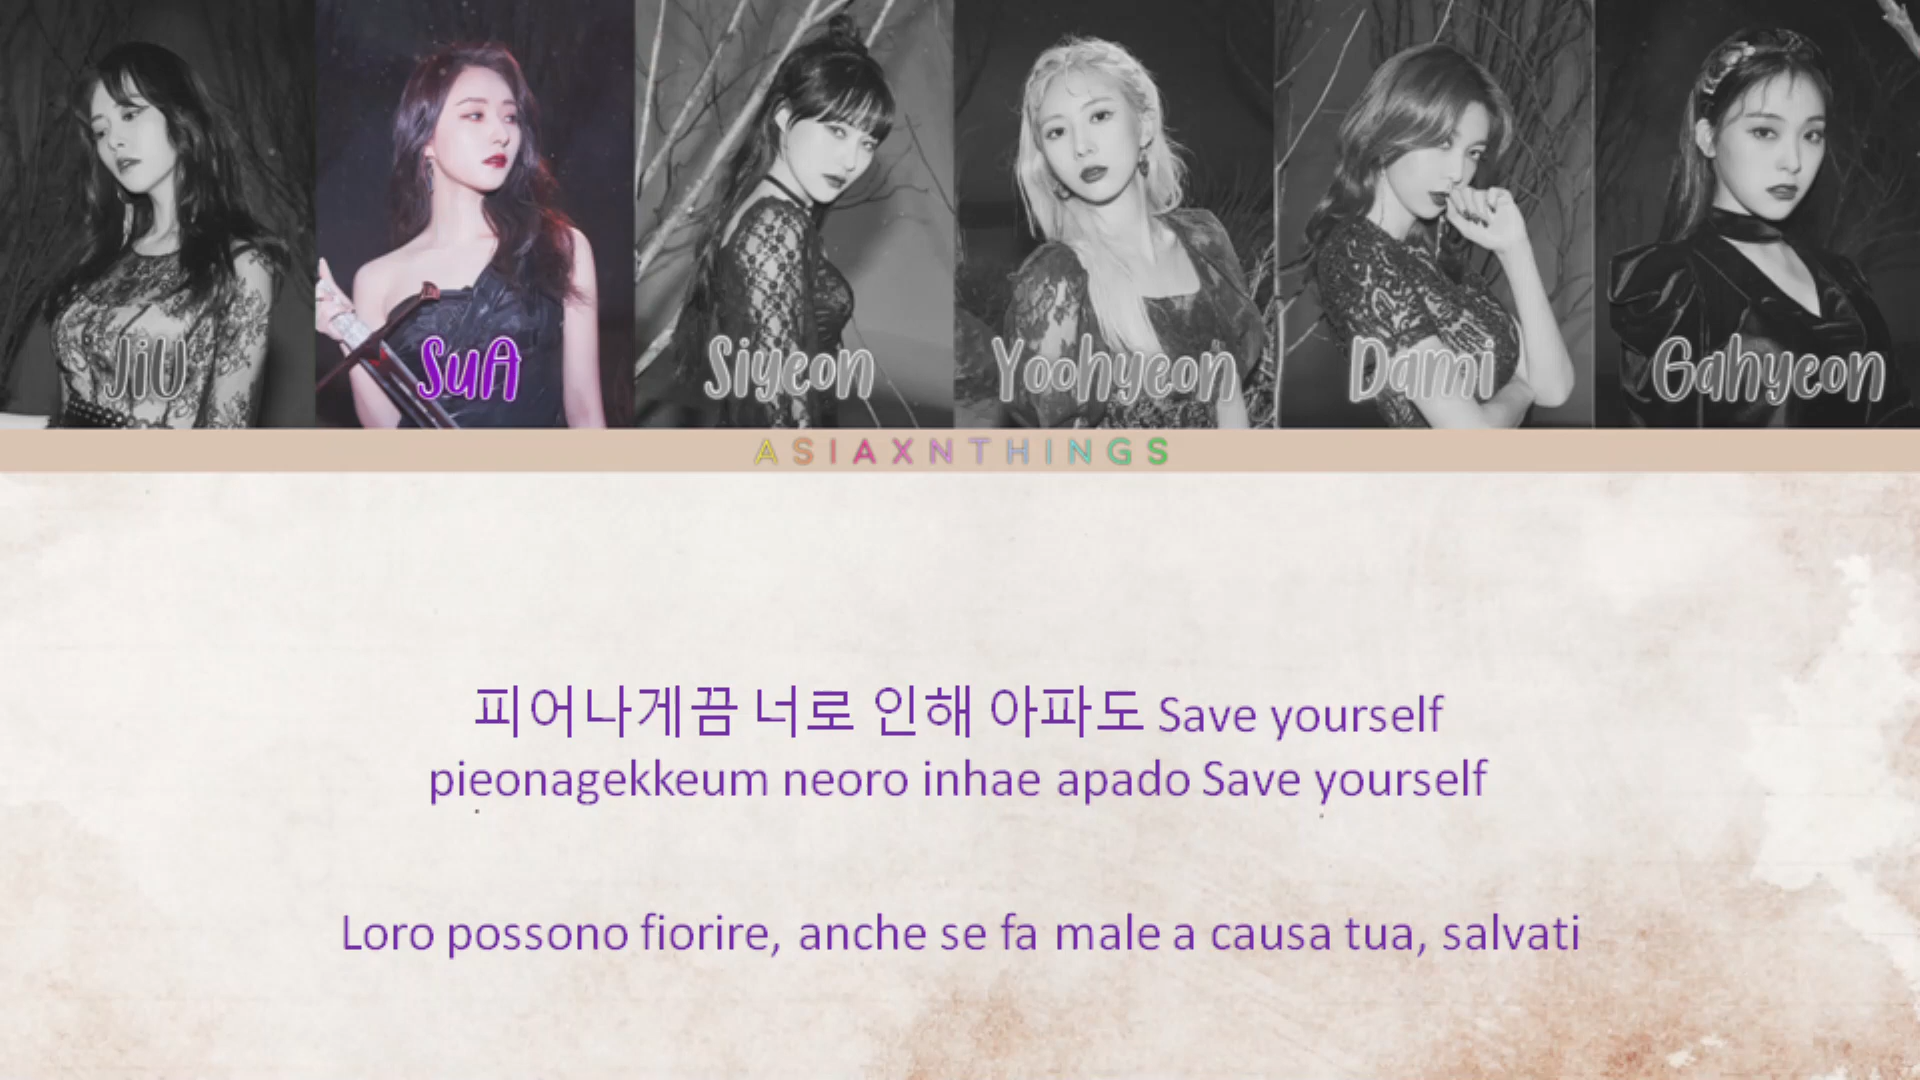 JiU
SuA
Siyeon
Yoohyeon
Dami
Gahyeon
ASIAXNTHINGS
피어나게끔 너로 인해 아파도 Save yourself
pieonagekkeum neoro inhae apado Save yourself
Loro possono fiorire, anche se fa male a causa tua, salvati